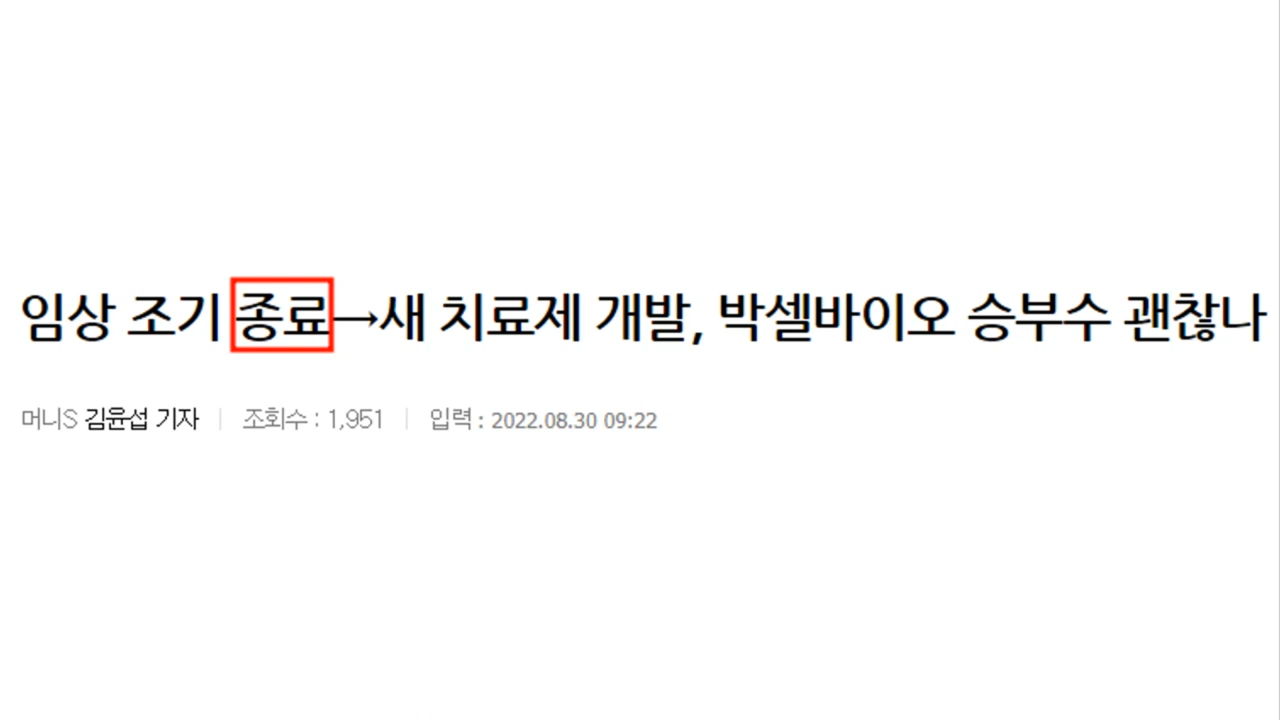 임상 조기 종료→새 치료제 개발, 박셀바이오 승부수 괜찮나
머니S 김윤섭 기자 | 조회수 : 1,951 | 입력 : 2022.08.30 09:22